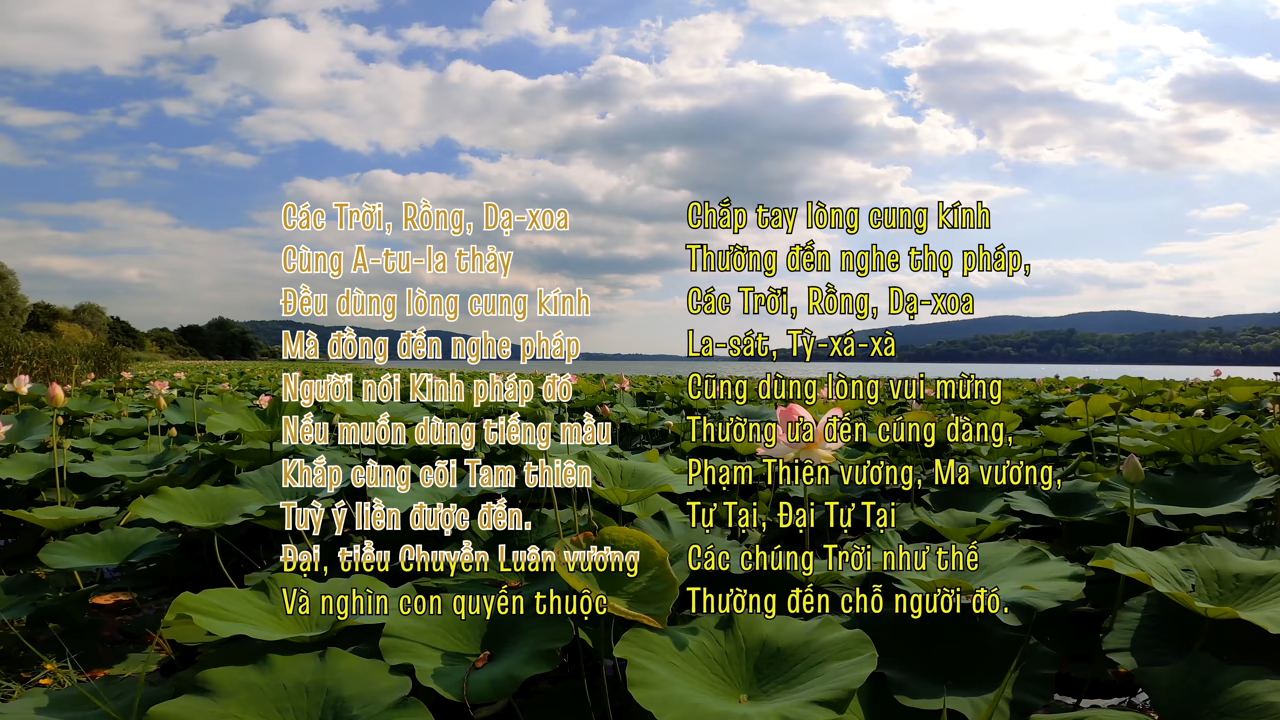 Các Trời, Rồng, Dạ-xoa
Cùng A-tu-la thảy
Đều dùng lòng cung kính
Mà đồng đến nghe pháp
Người nói Kinh pháp đó
Nếu muốn dùng tiếng mầu
Khắp cùng cõi Tam thiên
Tuỳ ý liền được đến.
Đại, tiểu Chuyển Luân vương
Và nghìn con quyến thuộc
Chắp tay lòng cung kính
Thường đến nghe thọ pháp,
Các Trời, Rồng, Dạ-xoa
La-sát, Tỳ-xá-xà
Cũng dùng lòng vui mừng
Thường ưa đến cúng dàng,
Phạm Thiên vương, Ma vương,
Tự Tại, Đại Tự Tại
Các chúng Trời như thế
Thường đến chỗ người đó.